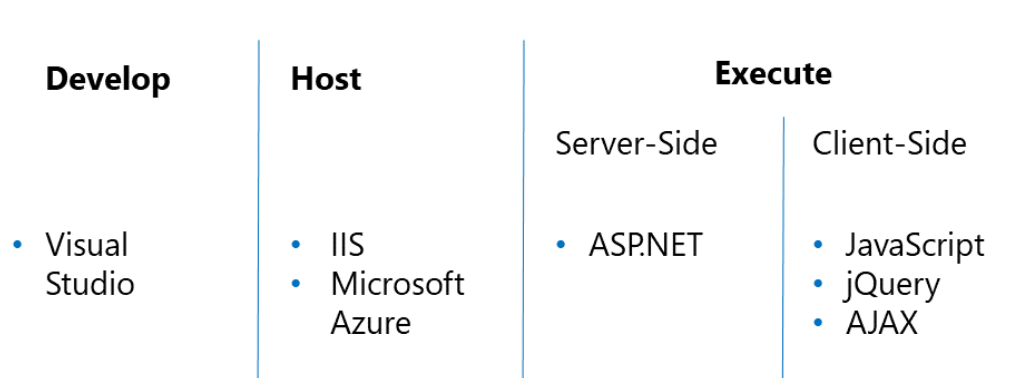 Develop
Host
Execute
Server-Side
Client-Side
• Visual
Studio
• IIS
• Microsoft
Azure
• ASP.NET
• JavaScript
• jQuery
• AJAX